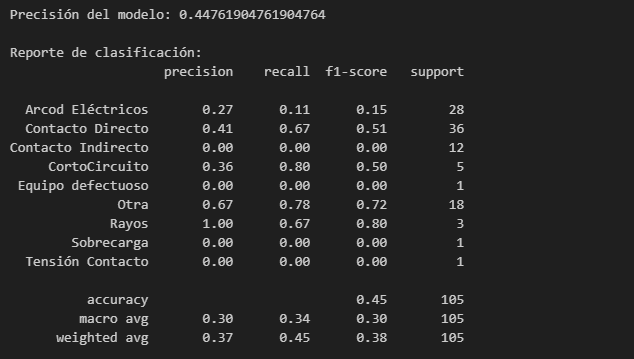 Precisión del modelo: 0.44761904761904764
Reporte de clasificación:
precision recall f1-score support
Arcod Eléctricos 0.27 0.11 0.15 28
Contacto Directo 0.41 0.67 0.51 36
Contacto Indirecto 0.00 0.00 0.00 12
CortoCircuito 0.36 0.80 0.50 5
Equipo defectuoso 0.00 0.00 0.00 1
Otra 0.67 0.78 0.72 18
Rayos 1.00 0.67 0.80 3
Sobrecarga 0.00 0.00 0.00 1
Tensión Contacto 0.00 0.00 0.00 1
accuracy 0.45 105
macro avg 0.30 0.34 0.30 105
weighted avg 0.37 0.45 0.38 105